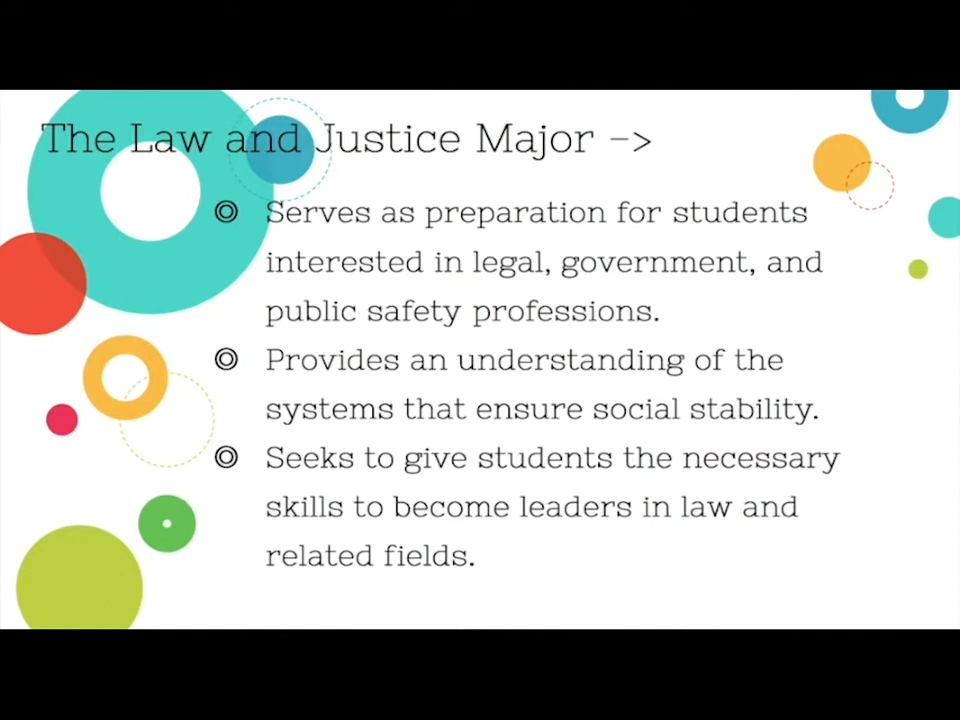 The Law and Justice Major –>
◎ Serves as preparation for students
interested in legal, government, and
public safety professions.
◎ Provides an understanding of the
systems that ensure social stability.
◎ Seeks to give students the necessary
skills to become leaders in law and
related fields.